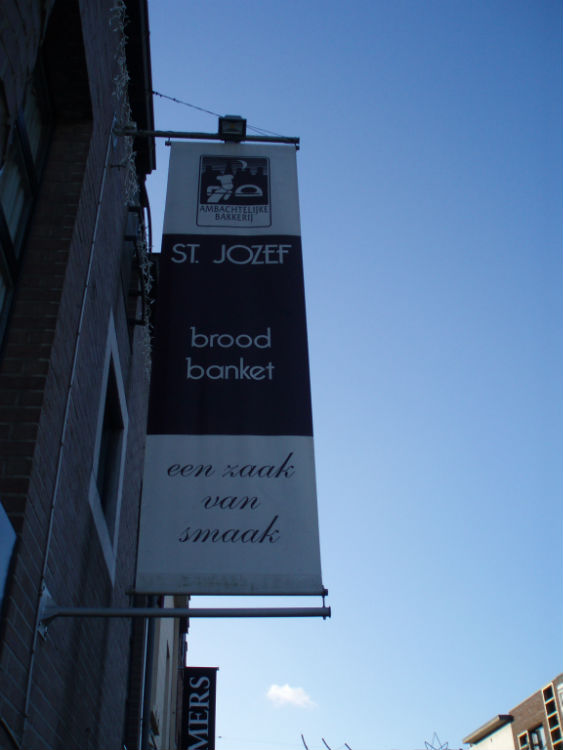 AMBACHTELIJKE
BAKKERIJ
ST. JOZEF
brood
banket
een zaak
van
smaak
MERS